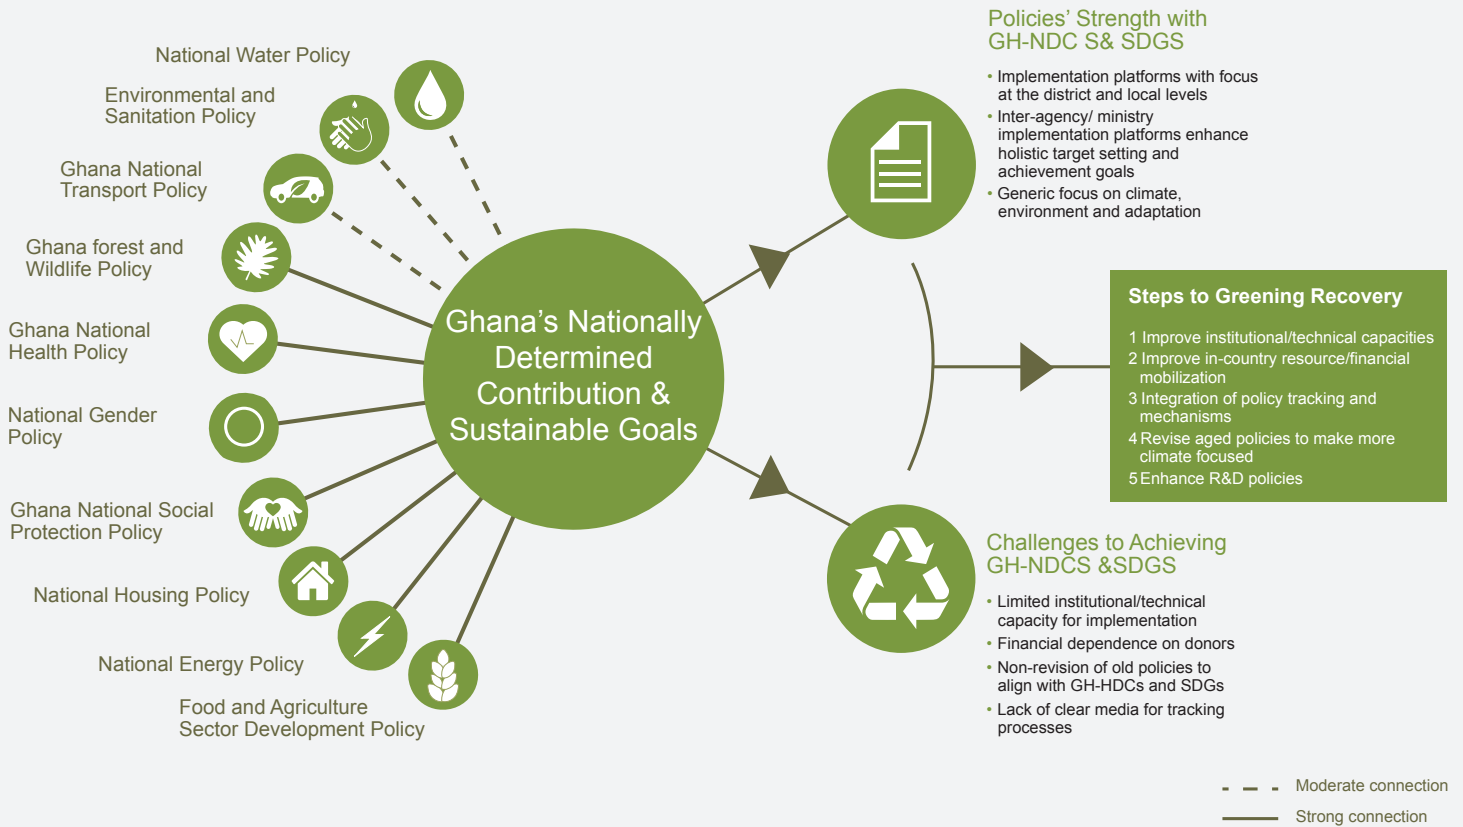 National Water Policy
Environmental and
Sanitation Policy
Ghana National
Transport Policy
Ghana forest and
Wildlife Policy
Ghana National
Health Policy
National Gender
Policy
Ghana National Social
Protection Policy
National Housing Policy
National Energy Policy
Food and Agriculture
Sector Development Policy
Ghana's Nationally
Determined
Contribution &
Sustainable Goals
Policies' Strength with
GH-NDC S& SDGS
• Implementation platforms with focus
at the district and local levels
• Inter-agency/ ministry
implementation platforms enhance
holistic target setting and
achievement goals
• Generic focus on climate,
environment and adaptation
Steps to Greening Recovery
1 Improve institutional/technical capacities
2 Improve in-country resource/financial
mobilization
3 Integration of policy tracking and
mechanisms
4 Revise aged policies to make more
climate focused
5 Enhance R&D policies
Challenges to Achieving
GH-NDCS &SDGS
• Limited institutional/technical
capacity for implementation
• Financial dependence on donors
• Non-revision of old policies to
align with GH-HDCs and SDGs
• Lack of clear media for tracking
processes
Moderate connection
Strong connection